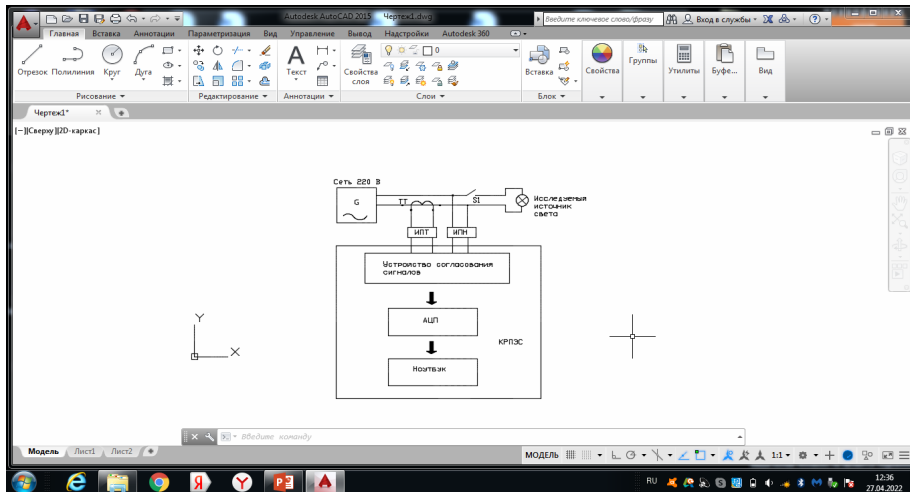 Autodesk AutoCAD 2015 Чертеж1.dwg
Введите ключевое слово/фразу
Вход в службы
Главная Вставка Аннотации Параметризация Вид Управление Вывод Надстройки Autodesk 360
Отрезок Полилиния Круг Дуга
Текст
Свойства слоя
0
Вставка
Свойства
Группы
Утилиты
Буфе...
Вид
Рисование Редактирование Аннотации Слои Блок
Чертеж1*
[−][Сверху][2D-каркас]
Сеть 220 В
G
ТТ
S1
Исследуемый
источник
света
ИПТ
ИПН
Устройство согласования
сигналов
АЦП
КРПЭС
Ноутбук
Y
X
Введите команду
Модель Лист1 Лист2
МОДЕЛЬ
1:1
RU
12:36
27.04.2022